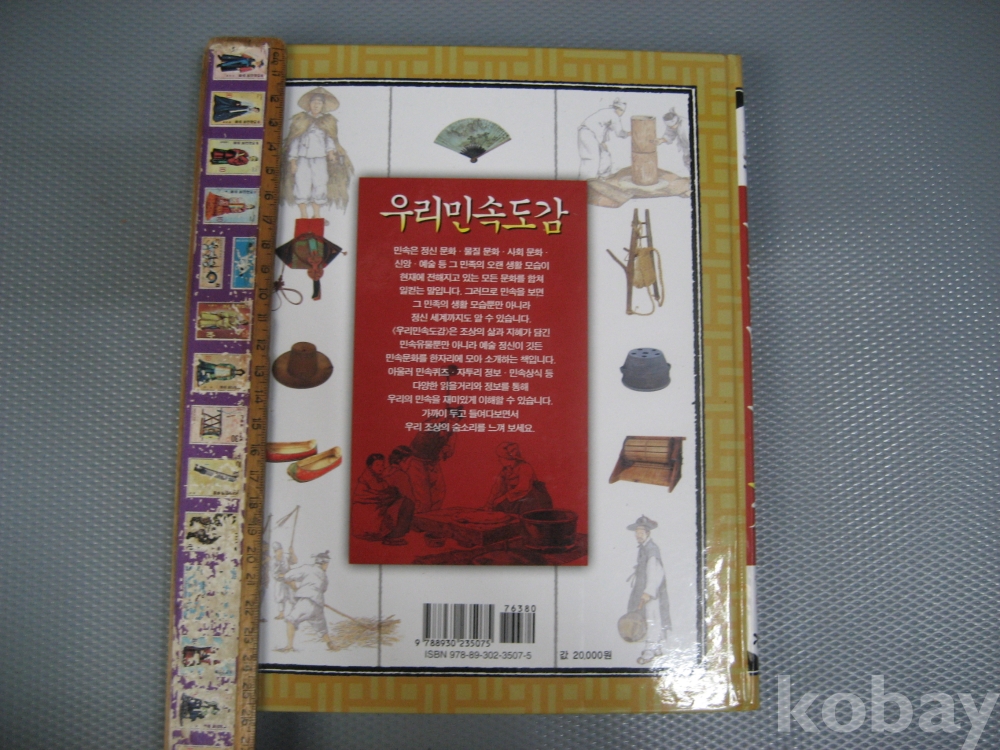 우리민속도감
민속은 정신 문화 · 물질 문화 · 사회 문화 ·
신앙 · 예술 등 그 민족의 오랜 생활 모습이
현재에 전해지고 있는 모든 문화를 합쳐
일컫는 말입니다. 그러므로 민속을 보면
그 민족의 생활 모습뿐만 아니라
정신 세계까지도 알 수 있습니다.
《우리민속도감》은 조상의 삶과 지혜가 담긴
민속유물뿐만 아니라 예술 정신이 깃든
민속문화를 한자리에 모아 소개하는 책입니다.
아울러 민속퀴즈 · 자투리 정보 · 민속상식 등
다양한 읽을거리와 정보를 통해
우리의 민속을 재미있게 이해할 수 있습니다.
가까이 두고 들여다보면서
우리 조상의 숨소리를 느껴 보세요.
76380
9 788930 235075
ISBN 978-89-302-3507-5
값 20,000원
kobay